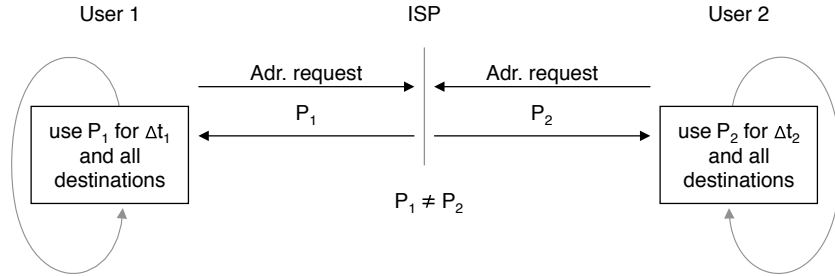 User 1 ISP User 2
Adr. request Adr. request
P₁ P₂
use P₁ for Δt₁
and all
destinations
use P₂ for Δt₂
and all
destinations
P₁ ≠ P₂